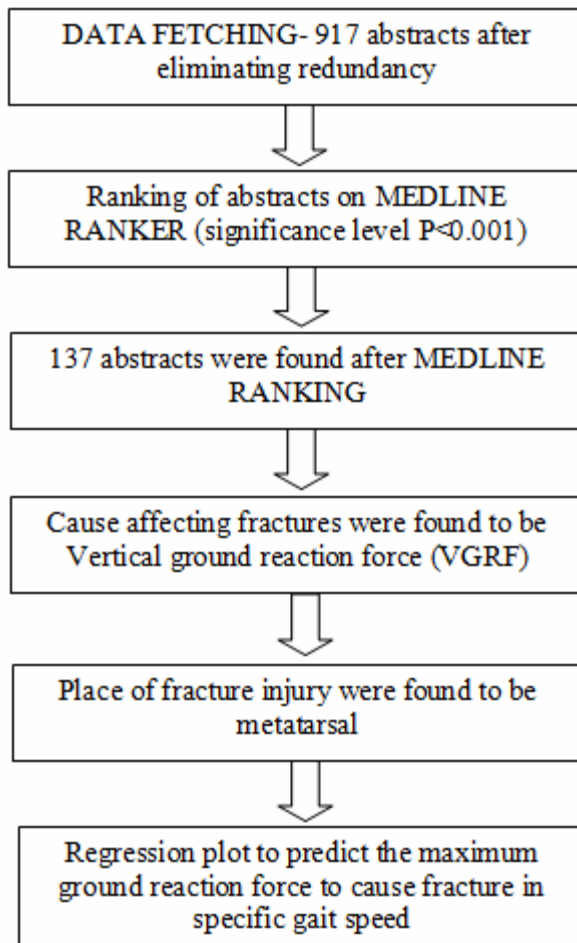 DATA FETCHING- 917 abstracts after
eliminating redundancy
Ranking of abstracts on MEDLINE
RANKER (significance level P<0.001)
137 abstracts were found after MEDLINE
RANKING
Cause affecting fractures were found to be
Vertical ground reaction force (VGRF)
Place of fracture injury were found to be
metatarsal
Regression plot to predict the maximum
ground reaction force to cause fracture in
specific gait speed